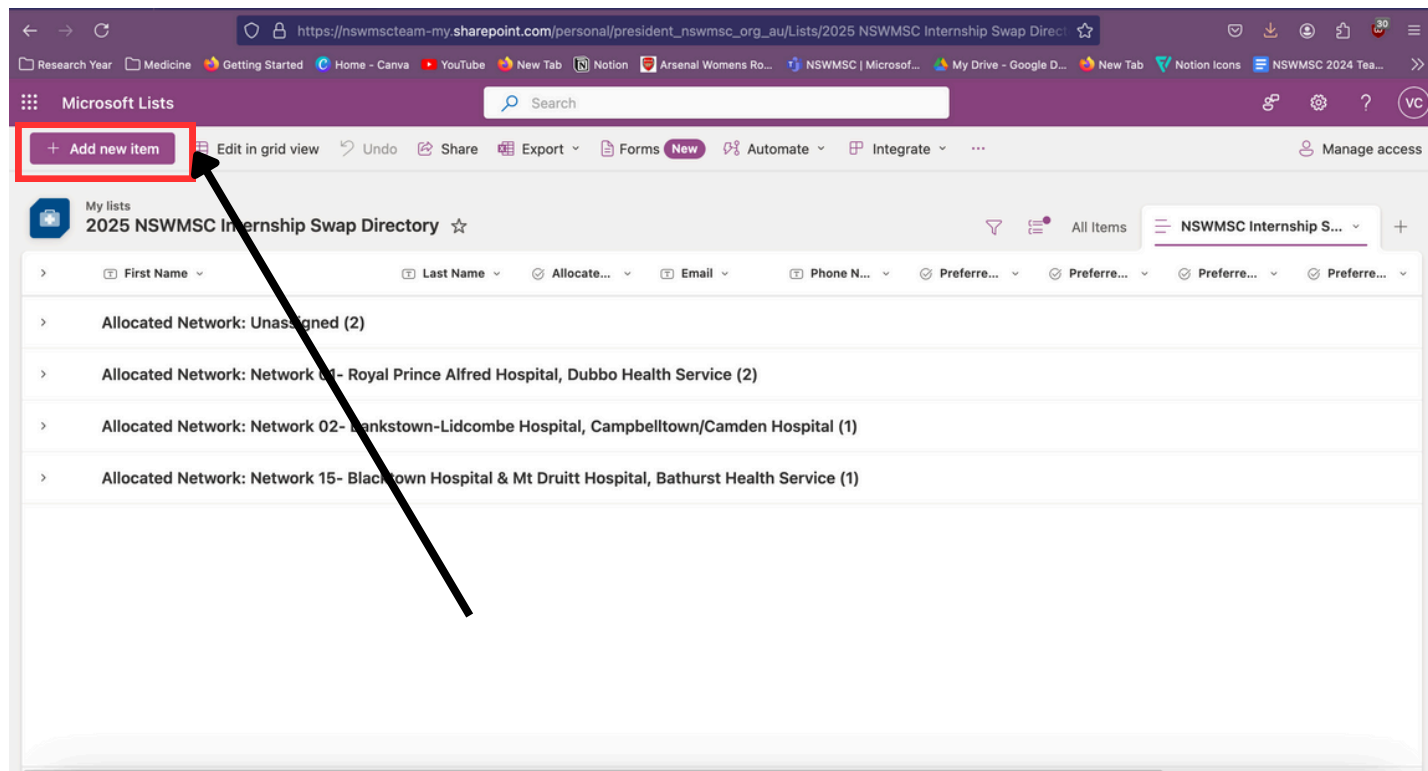 https://nswmscteam-my.sharepoint.com/personal/president_nswmsc_org_au/Lists/2025 NSWMSC Internship Swap Direct
30
Research Year Medicine Getting Started Home - Canva YouTube New Tab Notion Arsenal Womens Ro... NSWMSC | Microsof... My Drive - Google D... New Tab Notion Icons NSWMSC 2024 Tea...
Microsoft Lists Search ? VC
+ Add new item Edit in grid view Undo Share Export Forms New Automate Integrate ... Manage access
My lists
2025 NSWMSC Internship Swap Directory All Items NSWMSC Internship S... +
First Name Last Name Allocate... Email Phone N... Preferre... Preferre... Preferre... Preferre...
Allocated Network: Unassigned (2)
Allocated Network: Network 01- Royal Prince Alfred Hospital, Dubbo Health Service (2)
Allocated Network: Network 02- Bankstown-Lidcombe Hospital, Campbelltown/Camden Hospital (1)
Allocated Network: Network 15- Blacktown Hospital & Mt Druitt Hospital, Bathurst Health Service (1)